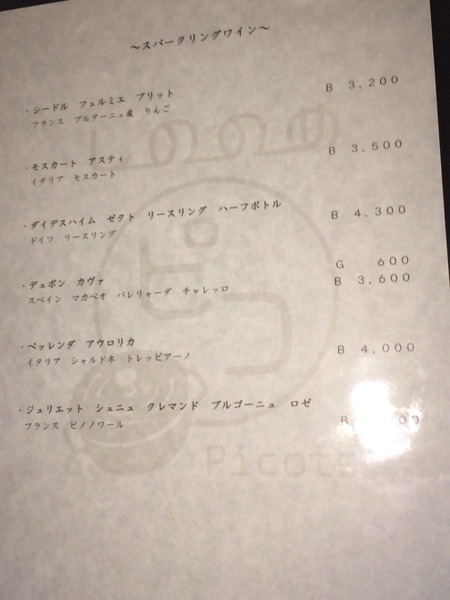 ～スパークリングワイン～
・シードル フェルミエ ブリット B 3,200
フランス ブルターニュ産 りんご
・モスカート アスティ B 3,500
イタリア モスカート
・ダイデスハイム ゼクト リースリング ハーフボトル B 4,300
ドイツ リースリング
G 600
・デュポン カヴァ B 3,600
スペイン マカベオ パレリャーダ チャレッロ
・ベッレンダ アウロリカ B 4,000
イタリア シャルドネ トレッビアーノ
・ジュリエット シュニュ クレマンド ブルゴーニュ ロゼ B
フランス ピノノワール